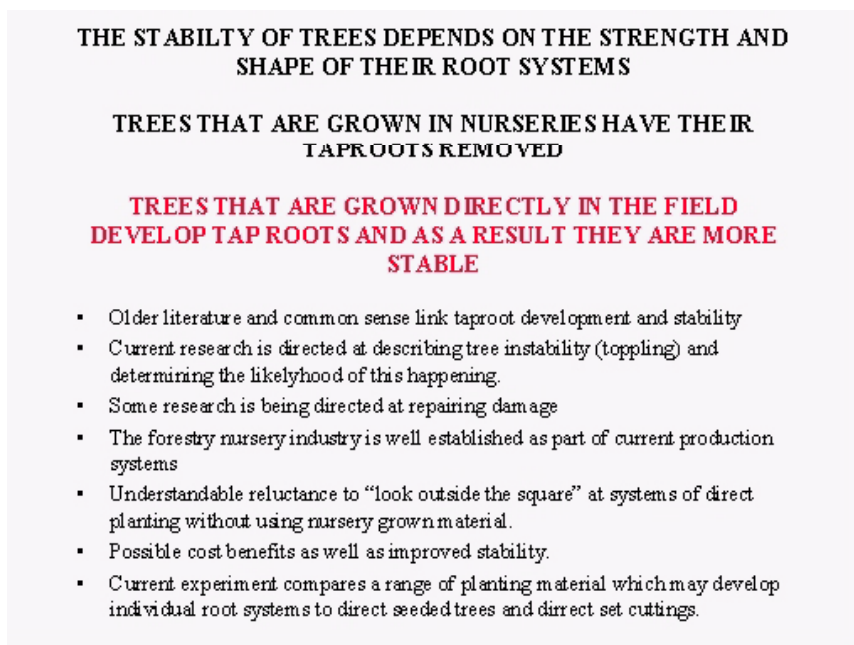 THE STABILTY OF TREES DEPENDS ON THE STRENGTH AND
SHAPE OF THEIR ROOT SYSTEMS
TREES THAT ARE GROWN IN NURSERIES HAVE THEIR
TAPROOTS REMOVED
TREES THAT ARE GROWN DIRECTLY IN THE FIELD
DEVELOP TAP ROOTS AND AS A RESULT THEY ARE MORE
STABLE
▪ Older literature and common sense link taproot development and stability
▪ Current research is directed at describing tree instability (toppling) and
determining the likelyhood of this happening.
▪ Some research is being directed at repairing damage
▪ The forestry nursery industry is well established as part of current production
systems
▪ Understandable reluctance to “look outside the square” at systems of direct
planting without using nursery grown material.
▪ Possible cost benefits as well as improved stability.
▪ Current experiment compares a range of planting material which may develop
individual root systems to direct seeded trees and dirrect set cuttings.